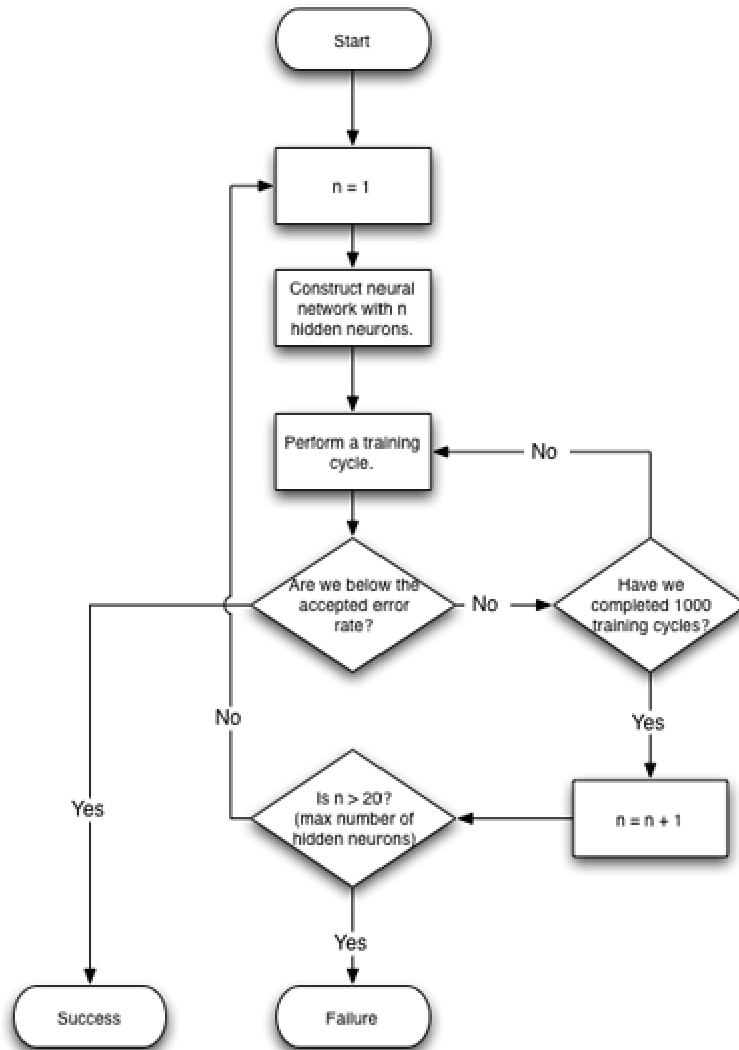 Start
n = 1
Construct neural
network with n
hidden neurons.
Perform a training
cycle.
No
Are we below the
accepted error
rate?
No
Have we
completed 1000
training cycles?
No
Yes
Is n > 20?
(max number of
hidden neurons)
n = n + 1
Yes
Yes
Success
Failure